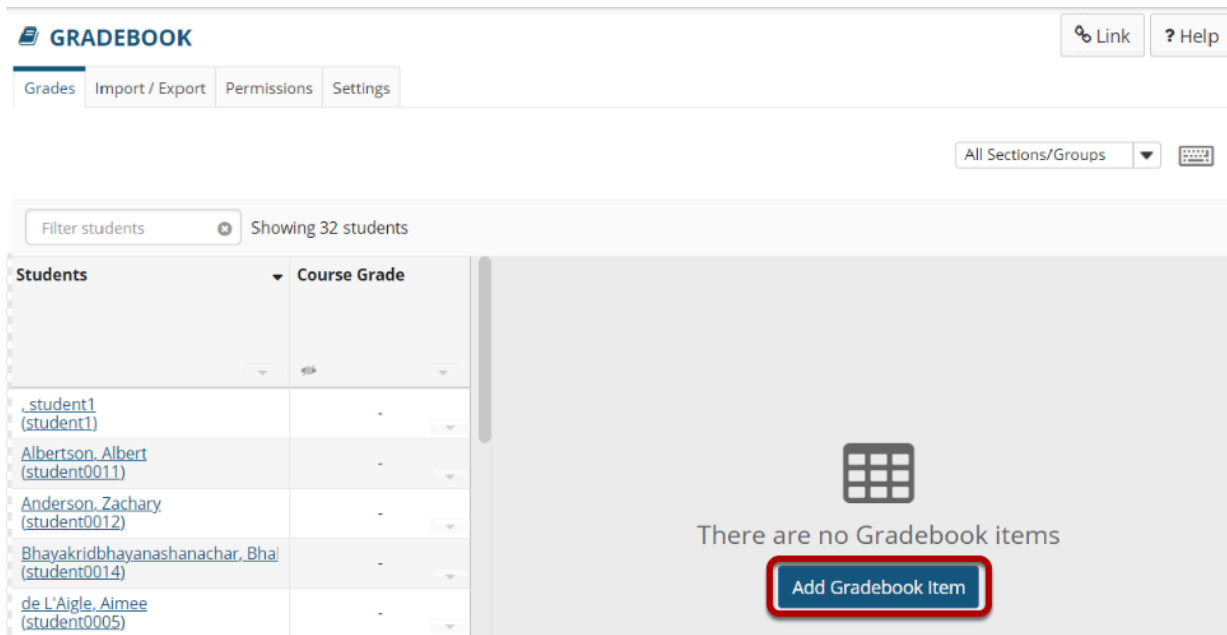 GRADEBOOK
Link
? Help
Grades
Import / Export
Permissions
Settings
All Sections/Groups
Filter students
Showing 32 students
Students
Course Grade
, student1
(student1)
-
Albertson, Albert
(student0011)
-
Anderson, Zachary
(student0012)
-
Bhayakridbhayanashanachar, Bhal
(student0014)
-
de L'Aigle, Aimee
(student0005)
-
There are no Gradebook items
Add Gradebook Item